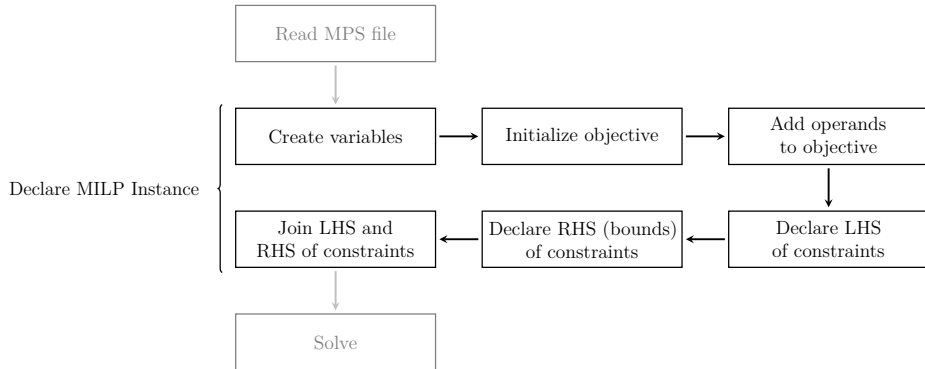 Read MPS file
Create variables
Initialize objective
Add operands
to objective
Declare MILP Instance
Join LHS and
RHS of constraints
Declare RHS (bounds)
of constraints
Declare LHS
of constraints
Solve